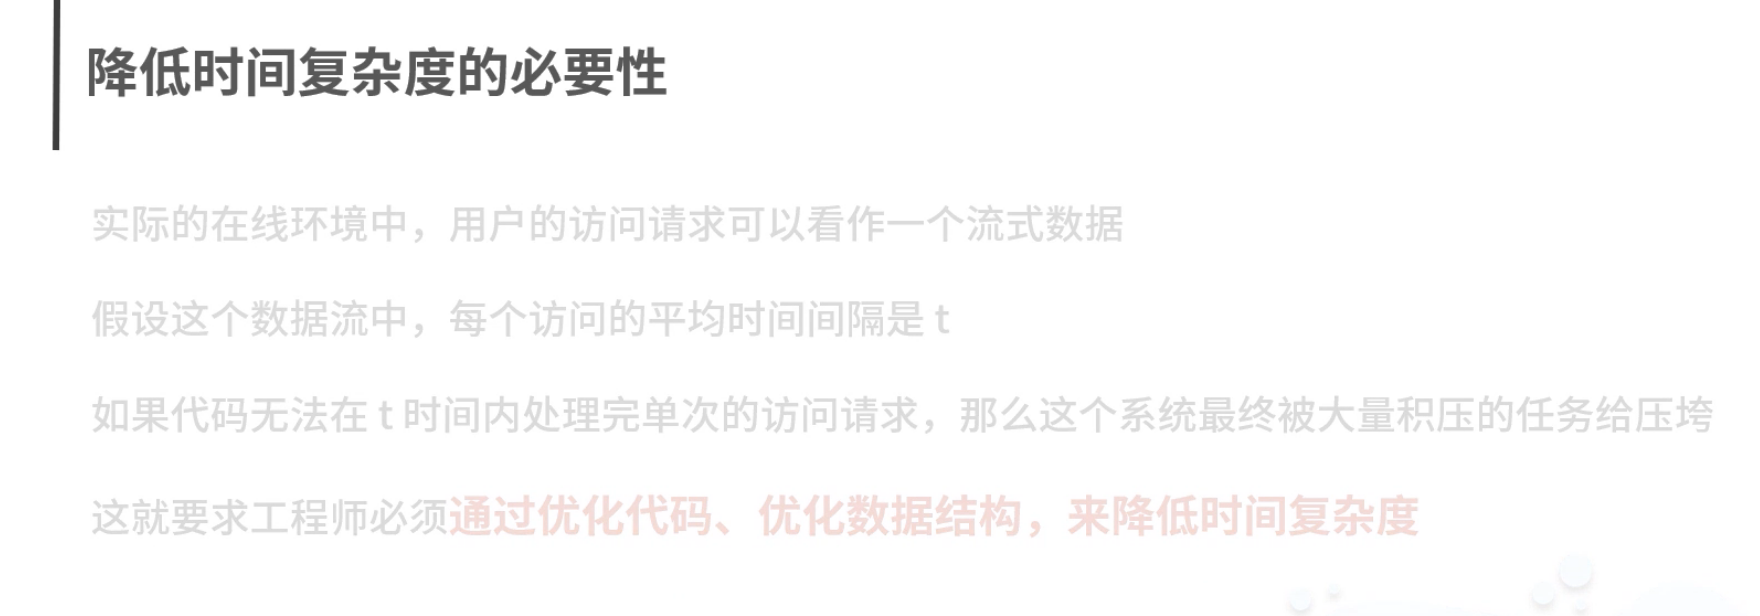 降低时间复杂度的必要性
实际的在线环境中，用户的访问请求可以看作一个流式数据
假设这个数据流中，每个访问的平均时间间隔是 t
如果代码无法在 t 时间内处理完单次的访问请求，那么这个系统最终被大量积压的任务给压垮
这就要求工程师必须通过优化代码、优化数据结构，来降低时间复杂度